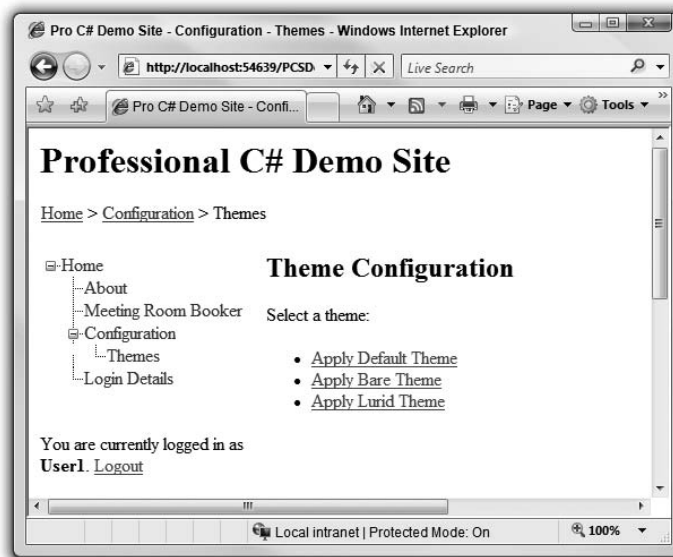 Pro C# Demo Site - Configuration - Themes - Windows Internet Explorer
http://localhost:54639/PCSD
Live Search
Pro C# Demo Site - Confi...
Page
Tools
Professional C# Demo Site
Home > Configuration > Themes
Home
About
Meeting Room Booker
Configuration
Themes
Login Details
You are currently logged in as
User1. Logout
Theme Configuration
Select a theme:
• Apply Default Theme
• Apply Bare Theme
• Apply Lurid Theme
Local intranet | Protected Mode: On
100%